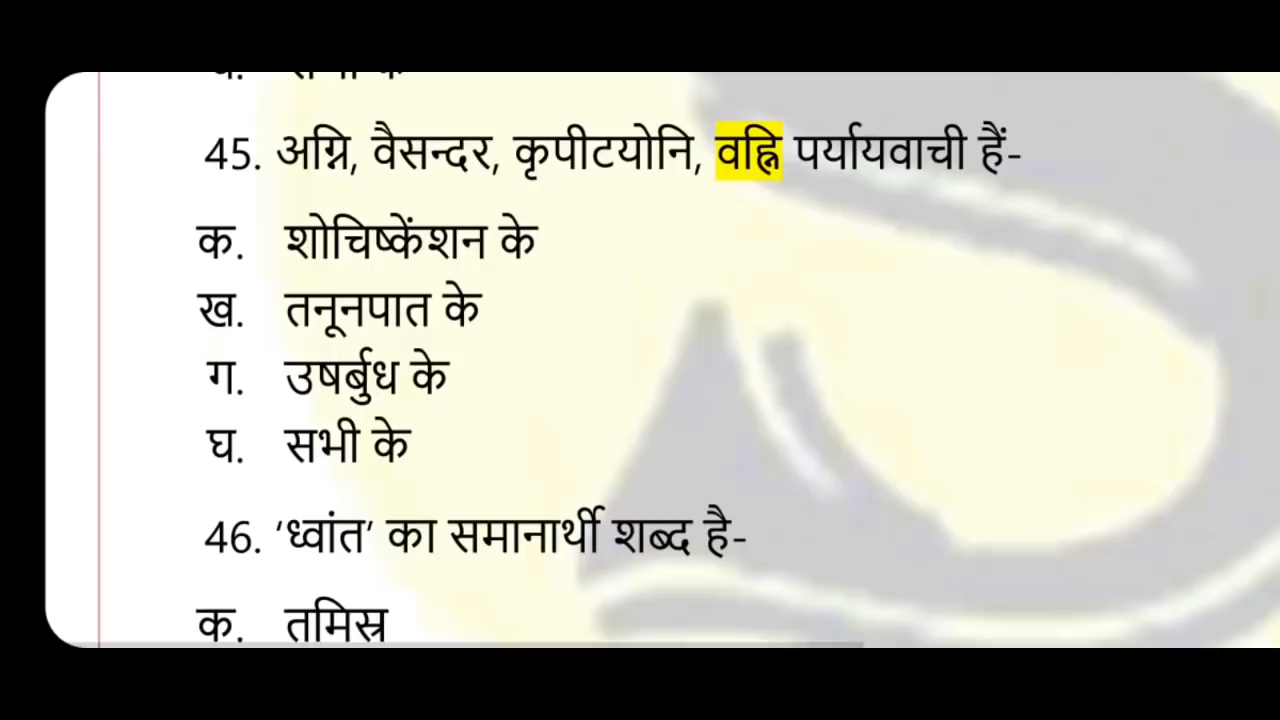 45. अग्नि, वैसन्दर, कृपीटयोनि, वह्नि पर्यायवाची हैं-
क. शोचिष्केंशन के
ख. तनूनपात के
ग. उषर्बुध के
घ. सभी के
46. ‘ध्वांत’ का समानार्थी शब्द है-
क. तमिस्र